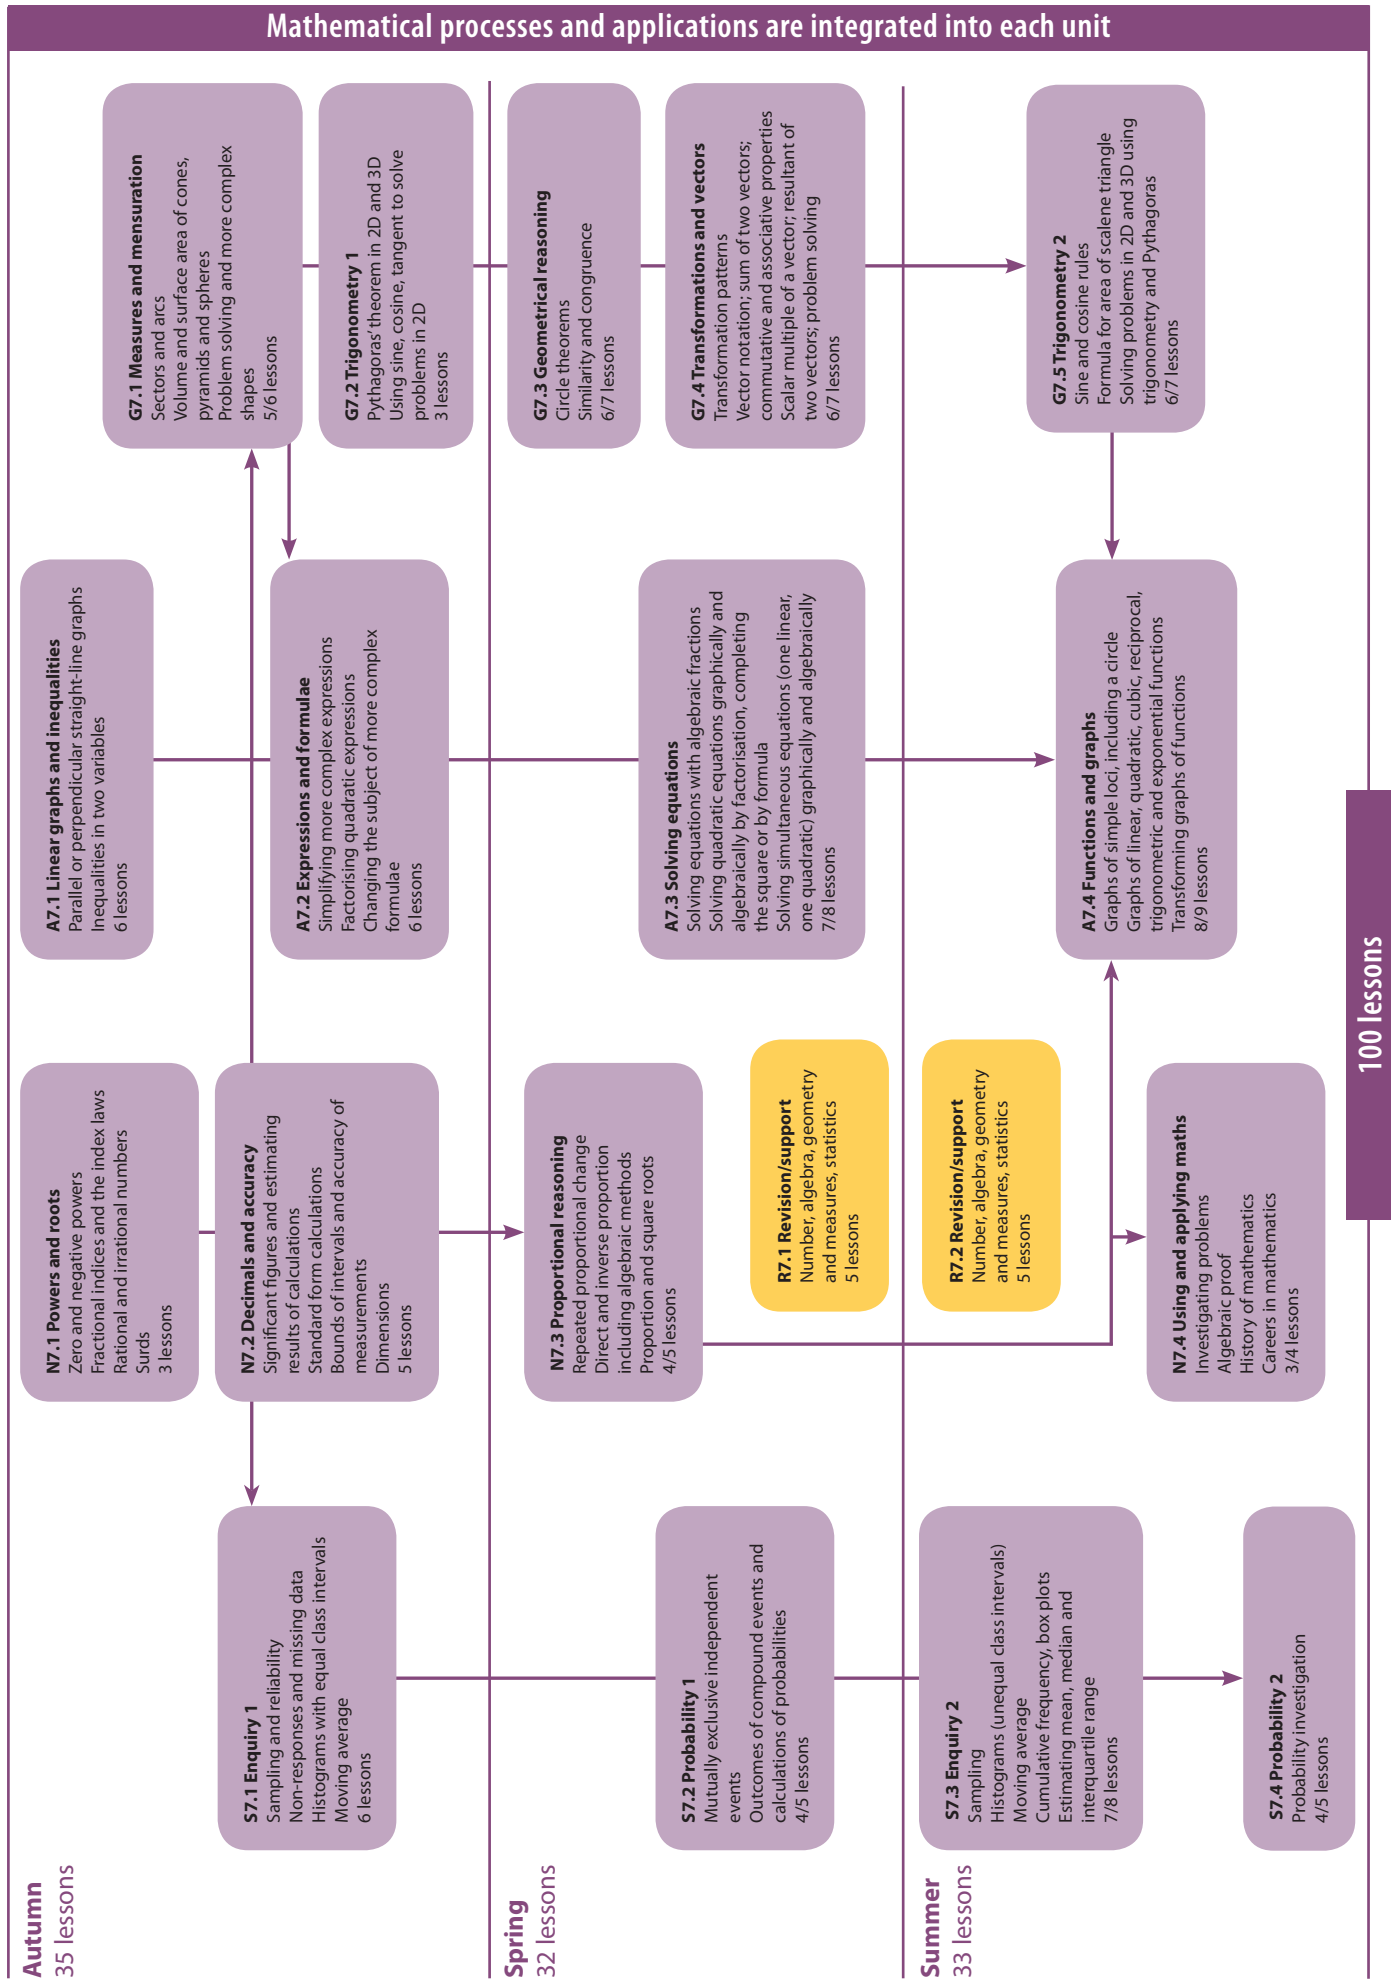 Mathematical processes and applications are integrated into each unit
Autumn
35 lessons
S7.1 Enquiry 1
Sampling and reliability
Non-responses and missing data
Histograms with equal class intervals
Moving average
6 lessons
N7.1 Powers and roots
Zero and negative powers
Fractional indices and the index laws
Rational and irrational numbers
Surds
3 lessons
N7.2 Decimals and accuracy
Significant figures and estimating
results of calculations
Standard form calculations
Bounds of intervals and accuracy of
measurements
Dimensions
5 lessons
A7.1 Linear graphs and inequalities
Parallel or perpendicular straight-line graphs
Inequalities in two variables
6 lessons
A7.2 Expressions and formulae
Simplifying more complex expressions
Factorising quadratic expressions
Changing the subject of more complex
formulae
6 lessons
G7.1 Measures and mensuration
Sectors and arcs
Volume and surface area of cones,
pyramids and spheres
Problem solving and more complex
shapes
5/6 lessons
G7.2 Trigonometry 1
Pythagoras' theorem in 2D and 3D
Using sine, cosine, tangent to solve
problems in 2D
3 lessons
Spring
32 lessons
S7.2 Probability 1
Mutually exclusive independent
events
Outcomes of compound events and
calculations of probabilities
4/5 lessons
N7.3 Proportional reasoning
Repeated proportional change
Direct and inverse proportion
including algebraic methods
Proportion and square roots
4/5 lessons
R7.1 Revision/support
Number, algebra, geometry
and measures, statistics
5 lessons
A7.3 Solving equations
Solving equations with algebraic fractions
Solving quadratic equations graphically and
algebraically by factorisation, completing
the square or by formula
Solving simultaneous equations (one linear,
one quadratic) graphically and algebraically
7/8 lessons
G7.3 Geometrical reasoning
Circle theorems
Similarity and congruence
6/7 lessons
G7.4 Transformations and vectors
Transformation patterns
Vector notation; sum of two vectors;
commutative and associative properties
Scalar multiple of a vector; resultant of
two vectors; problem solving
6/7 lessons
Summer
33 lessons
S7.3 Enquiry 2
Sampling
Histograms (unequal class intervals)
Moving average
Cumulative frequency, box plots
Estimating mean, median and
interquartile range
7/8 lessons
S7.4 Probability 2
Probability investigation
4/5 lessons
R7.2 Revision/support
Number, algebra, geometry
and measures, statistics
5 lessons
N7.4 Using and applying maths
Investigating problems
Algebraic proof
History of mathematics
Careers in mathematics
3/4 lessons
A7.4 Functions and graphs
Graphs of simple loci, including a circle
Graphs of linear, quadratic, cubic, reciprocal,
trigonometric and exponential functions
Transforming graphs of functions
8/9 lessons
G7.5 Trigonometry 2
Sine and cosine rules
Formula for area of scalene triangle
Solving problems in 2D and 3D using
trigonometry and Pythagoras
6/7 lessons
100 lessons